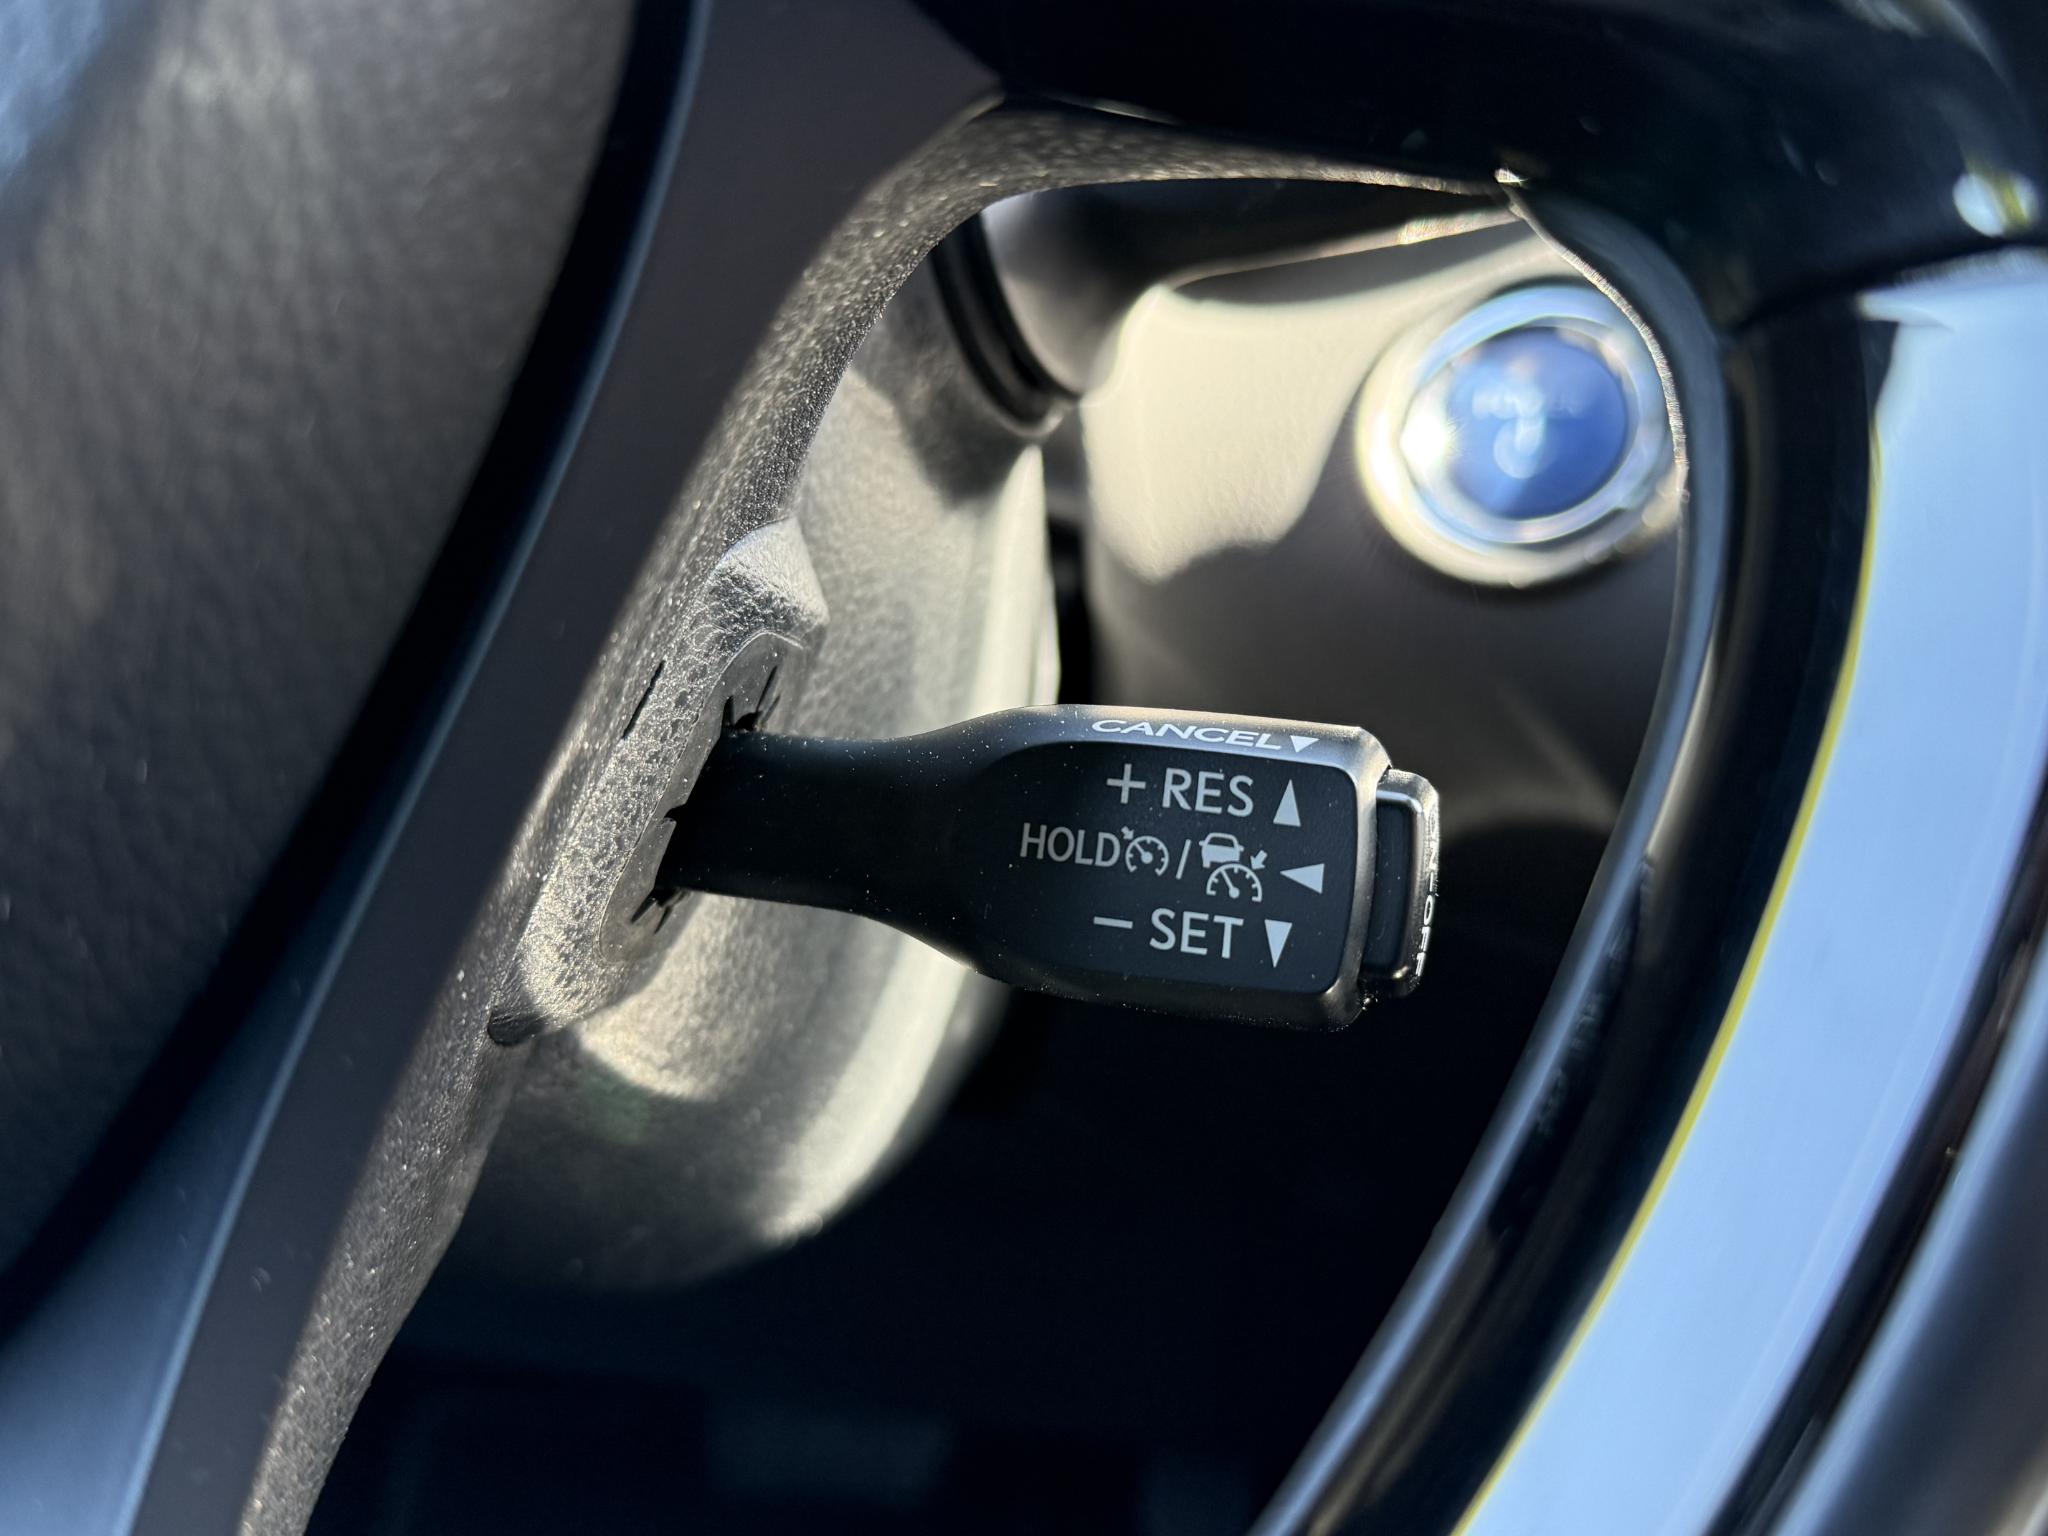 CANCEL▼
+ RES ▲
HOLD / ◄
− SET ▼